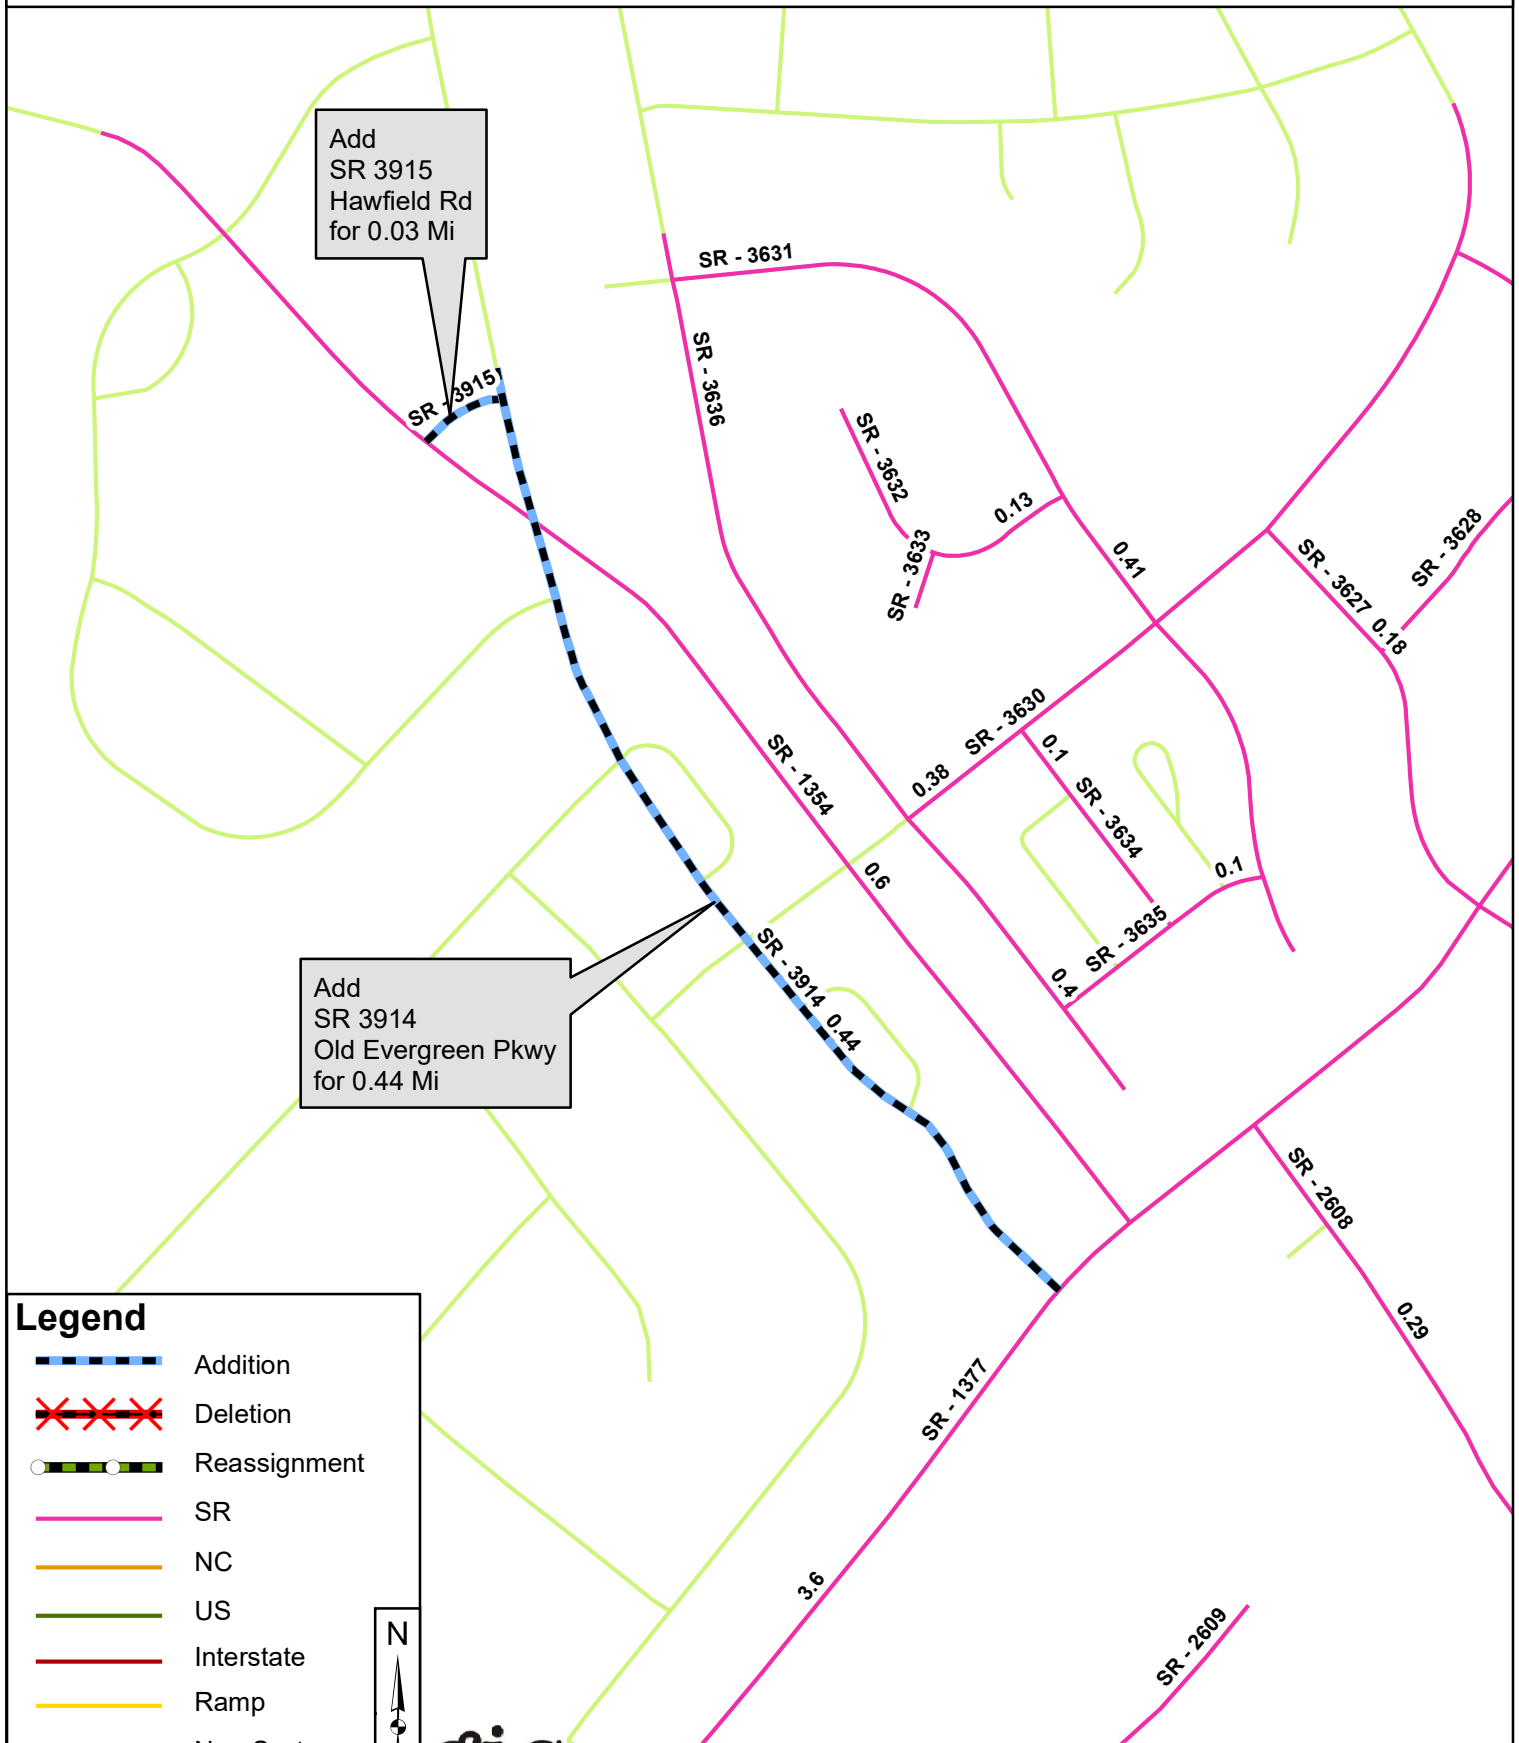 Add
SR 3915
Hawfield Rd
for 0.03 Mi
SR - 3631
SR - 3636
SR - 3915
SR - 3632
0.13
SR - 3633
0.41
SR - 3628
SR - 3627
0.18
SR - 3630
0.38
0.1
SR - 3634
SR - 1354
0.6
0.1
SR - 3635
0.4
SR - 3914
0.44
Add
SR 3914
Old Evergreen Pkwy
for 0.44 Mi
SR - 2608
0.29
SR - 1377
3.6
SR - 2609
Legend
Addition
Deletion
Reassignment
SR
NC
US
Interstate
Ramp
N